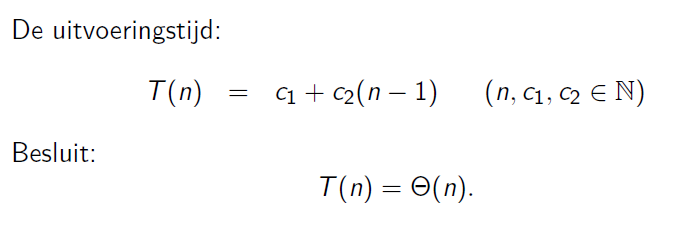 De uitvoeringstijd:
T(n) = c₁ + c₂(n − 1) (n, c₁, c₂ ∈ ℕ)
Besluit:
T(n) = Θ(n).